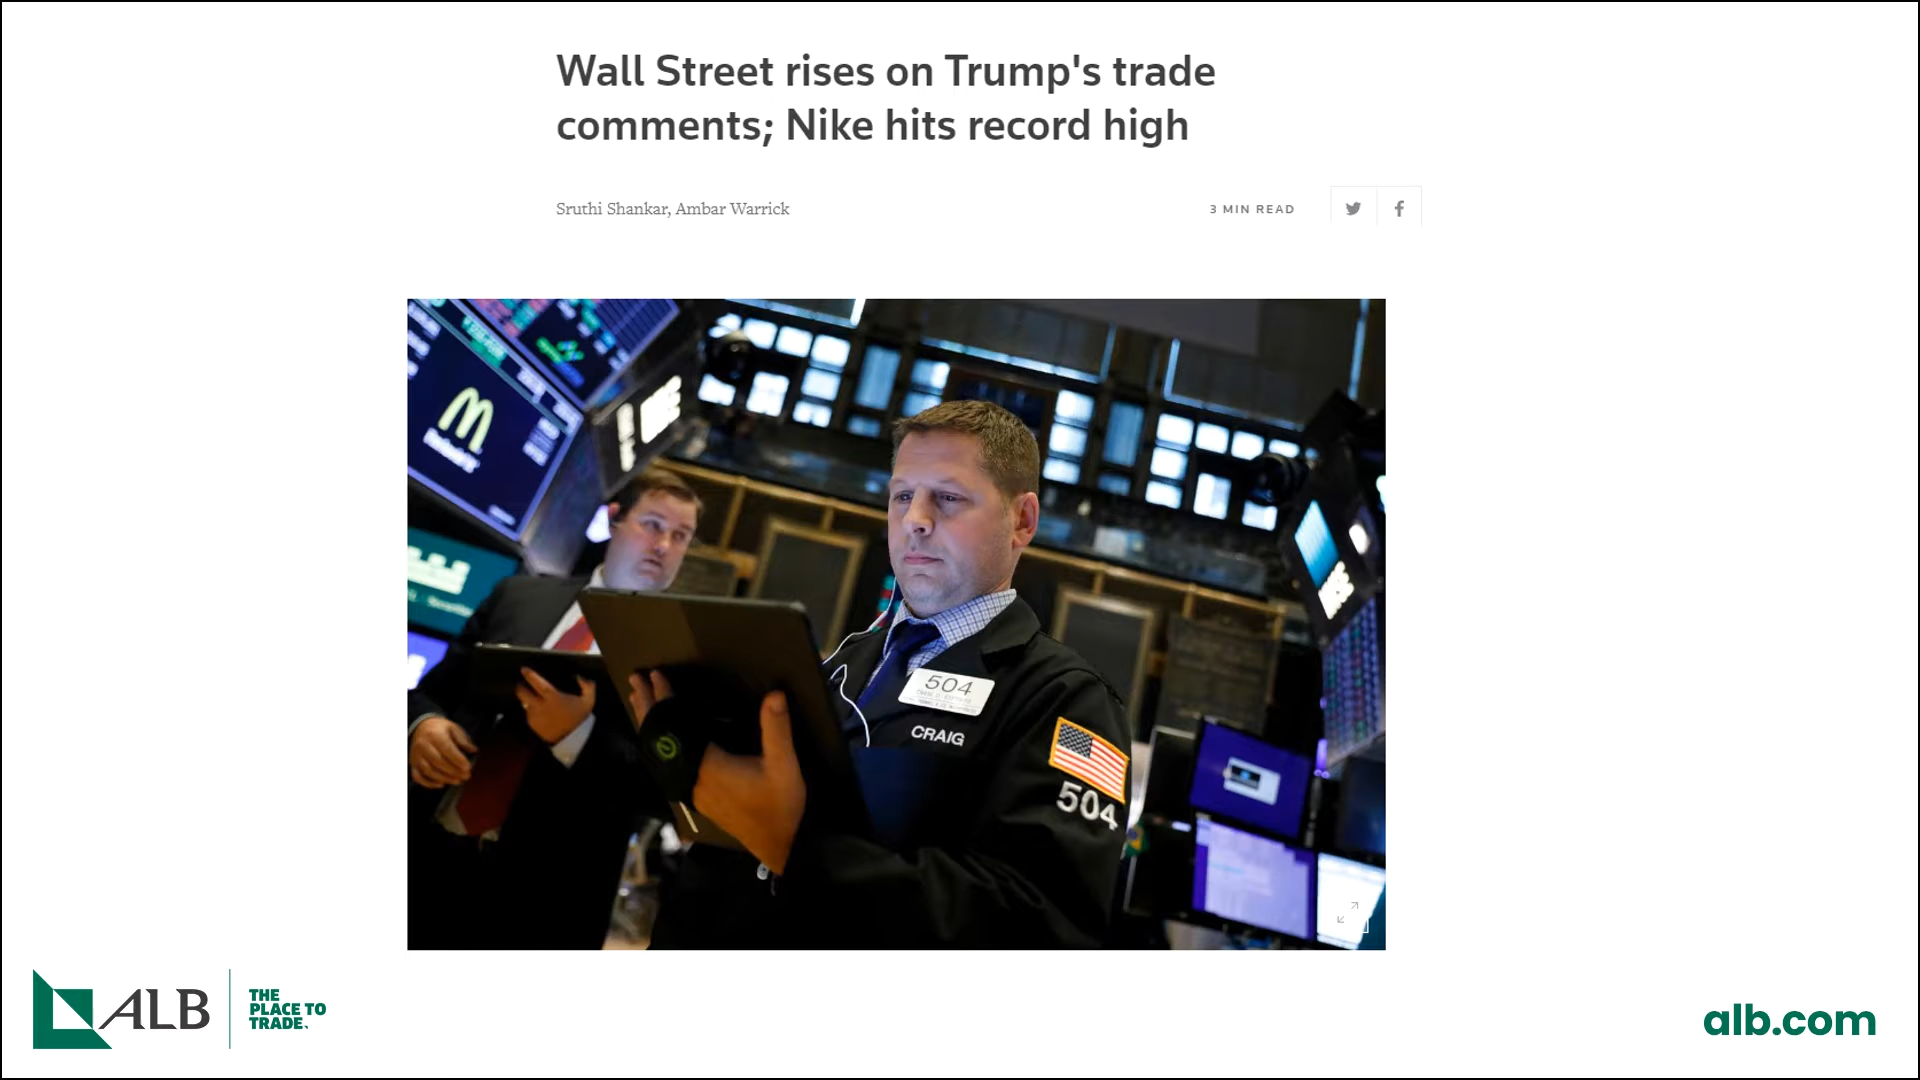 Wall Street rises on Trump's trade
comments; Nike hits record high
Sruthi Shankar, Ambar Warrick
3 MIN READ
504
CRAIG
504
ALB
THE
PLACE TO
TRADE
alb.com